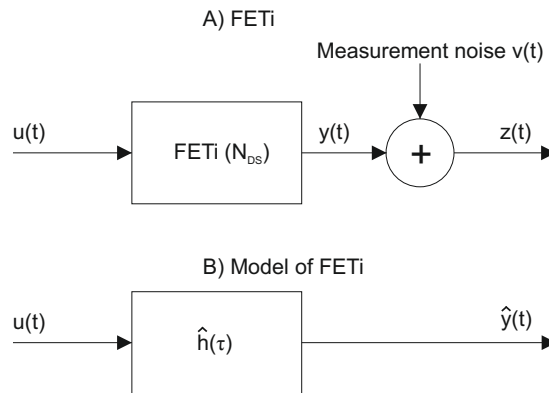 A) FETi
Measurement noise v(t)
u(t)
FETi (N_DS)
y(t)
+
z(t)
B) Model of FETi
u(t)
ĥ(τ)
ŷ(t)